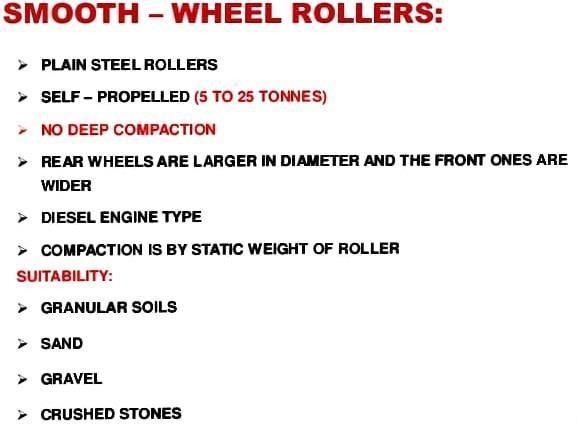 SMOOTH – WHEEL ROLLERS:
➢ PLAIN STEEL ROLLERS
➢ SELF – PROPELLED (5 TO 25 TONNES)
➢ NO DEEP COMPACTION
➢ REAR WHEELS ARE LARGER IN DIAMETER AND THE FRONT ONES ARE
WIDER
➢ DIESEL ENGINE TYPE
➢ COMPACTION IS BY STATIC WEIGHT OF ROLLER
SUITABILITY:
➢ GRANULAR SOILS
➢ SAND
➢ GRAVEL
➢ CRUSHED STONES